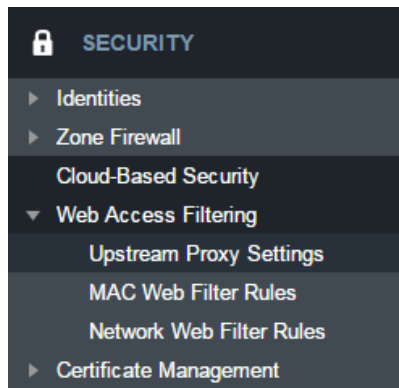 SECURITY
Identities
Zone Firewall
Cloud-Based Security
Web Access Filtering
Upstream Proxy Settings
MAC Web Filter Rules
Network Web Filter Rules
Certificate Management